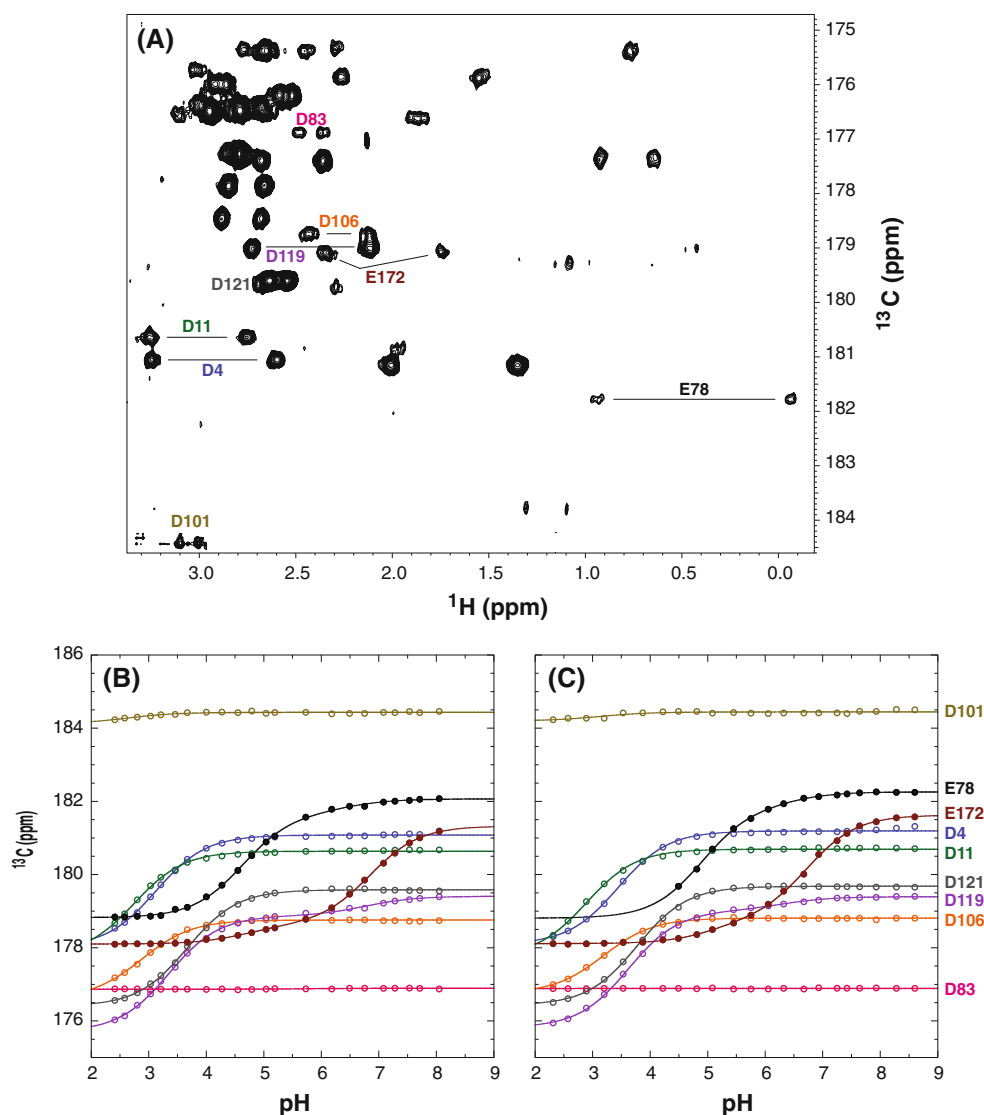 (A)
175
176
177
178
179
180
181
182
183
184
¹³C (ppm)
D83
D106
D119
E172
D121
D11
D4
E78
D101
3.0 2.5 2.0 1.5 1.0 0.5 0.0
¹H (ppm)
186
184
182
180
178
176
¹³C (ppm)
(B)
2 3 4 5 6 7 8 9
pH
(C)
2 3 4 5 6 7 8 9
pH
D101
E78
E172
D4
D11
D121
D119
D106
D83